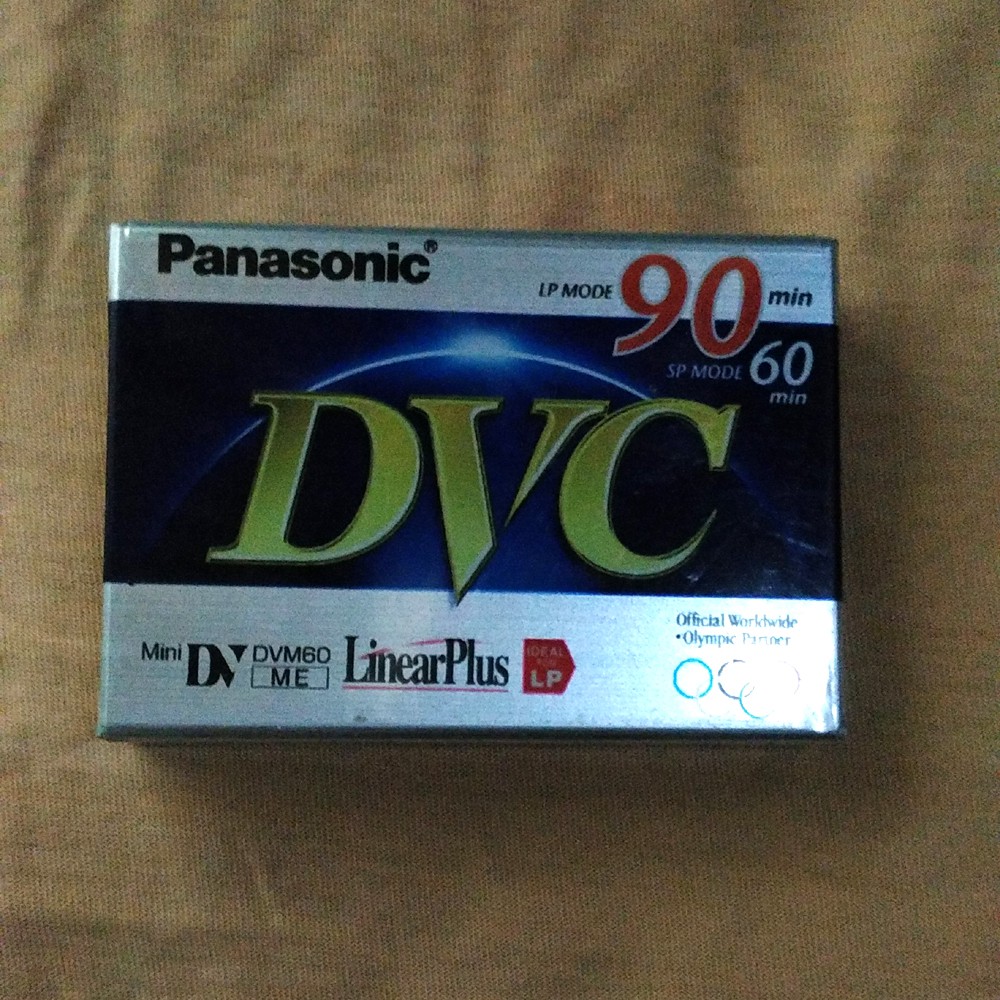 Panasonic®
LP MODE 90 min
SP MODE 60 min
DVC
Mini DV DVM60 ME
LinearPlus
IDEAL FOR LP
Official Worldwide
•Olympic Partner